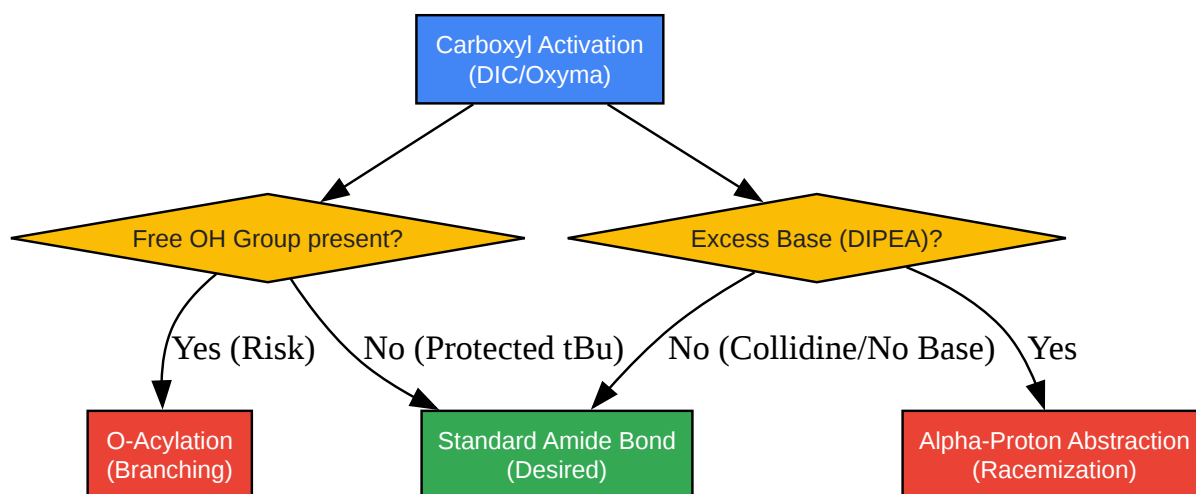 Carboxyl Activation
(DIC/Oxyma)
Free OH Group present?
Excess Base (DIPEA)?
Yes (Risk)
No (Protected tBu)
No (Collidine/No Base)
Yes
O-Acylation
(Branching)
Standard Amide Bond
(Desired)
Alpha-Proton Abstraction
(Racemization)